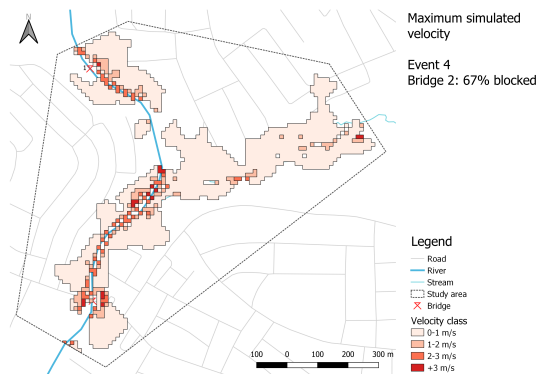 Maximum simulated
velocity
Event 4
Bridge 2: 67% blocked
N
Legend
Road
River
Stream
Study area
Bridge
Velocity class
0-1 m/s
1-2 m/s
2-3 m/s
+3 m/s
100 0 100 200 300 m